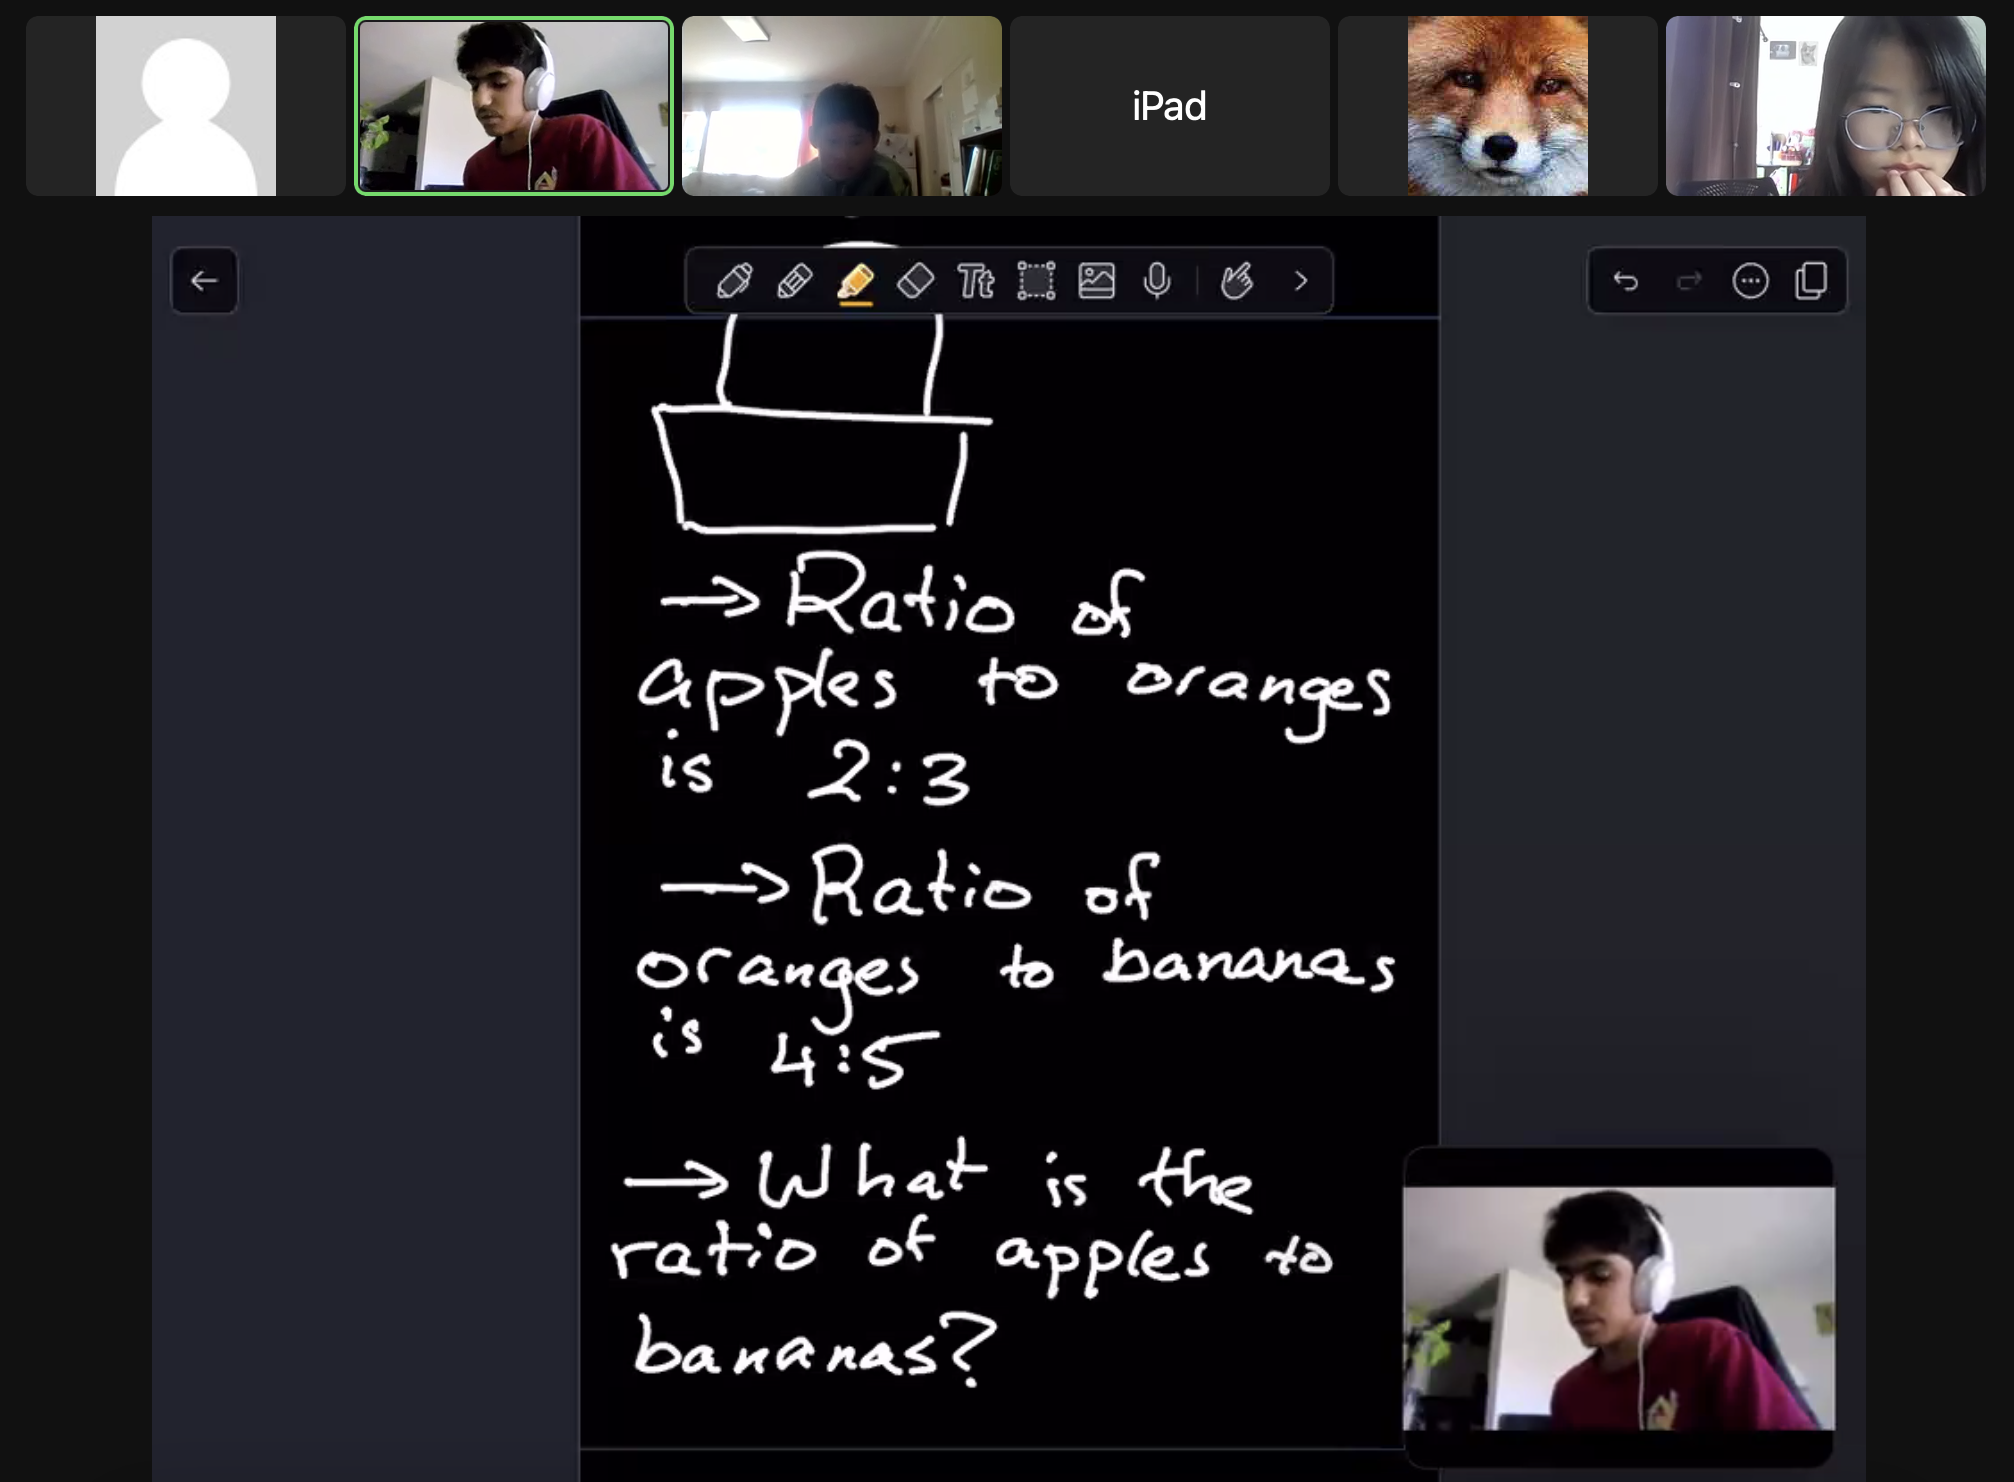 iPad
Tt
→ Ratio of
apples to oranges
is 2:3
→ Ratio of
oranges to bananas
is 4:5
→ What is the
ratio of apples to
bananas?